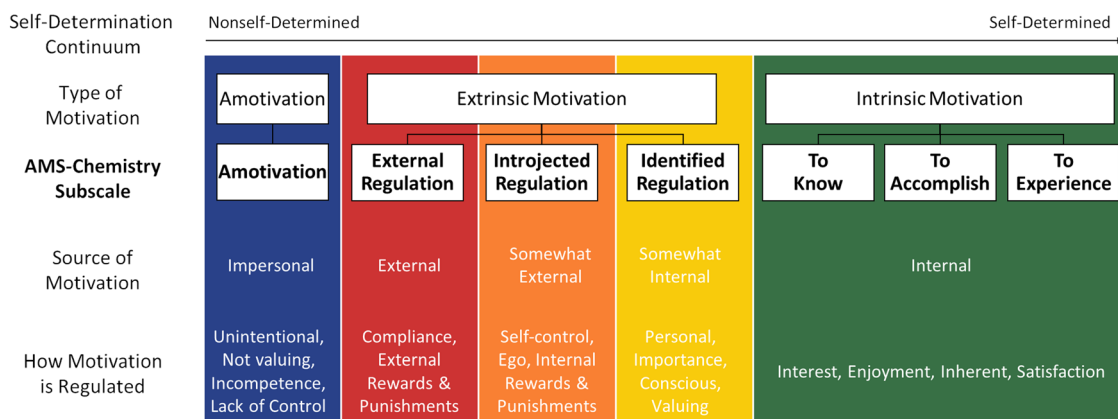 Self-Determination
Continuum
Nonself-Determined
Self-Determined
Type of
Motivation
Amotivation
Extrinsic Motivation
Intrinsic Motivation
AMS-Chemistry
Subscale
Amotivation
External
Regulation
Introjected
Regulation
Identified
Regulation
To
Know
To
Accomplish
To
Experience
Source of
Motivation
Impersonal
External
Somewhat
External
Somewhat
Internal
Internal
How Motivation
is Regulated
Unintentional,
Not valuing,
Incompetence,
Lack of Control
Compliance,
External
Rewards &
Punishments
Self-control,
Ego, Internal
Rewards &
Punishments
Personal,
Importance,
Conscious,
Valuing
Interest, Enjoyment, Inherent, Satisfaction